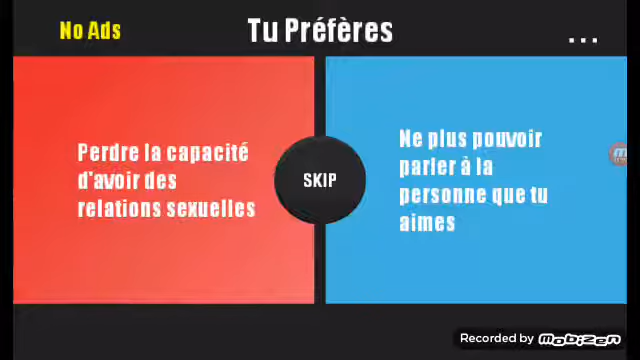 No Ads
Tu Préfères
...
Perdre la capacité
d'avoir des
relations sexuelles
SKIP
Ne plus pouvoir
parler à la
personne que tu
aimes
Recorded by Mobizen